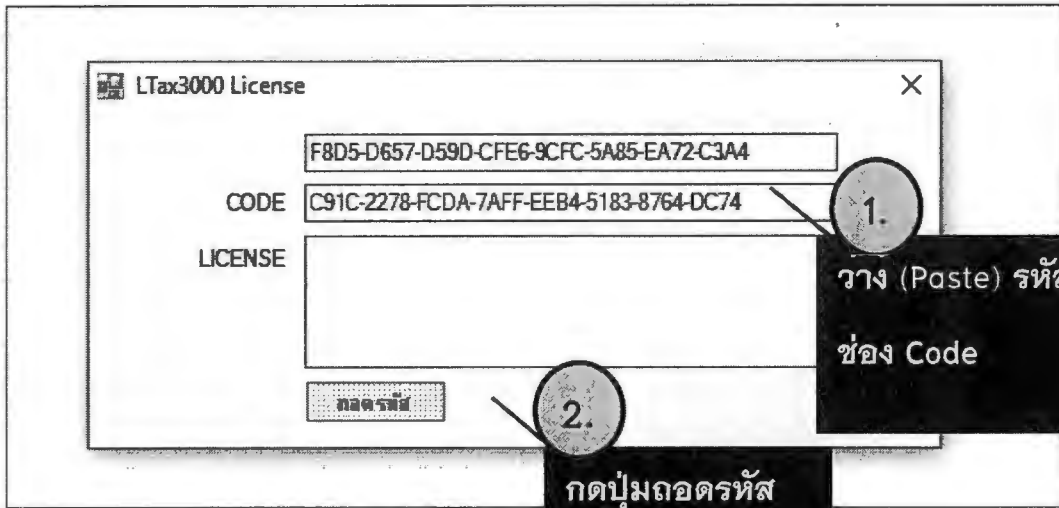 LTax3000 License
F8D5-D657-D59D-CFE6-9CFC-5A85-EA72-C3A4
CODE C91C-2278-FCDA-7AFF-EEB4-5183-8764-DC74
1.
LICENSE
วาง (Paste) รหัส
ช่อง Code
ถอดรหัส
2.
กดปุ่มถอดรหัส